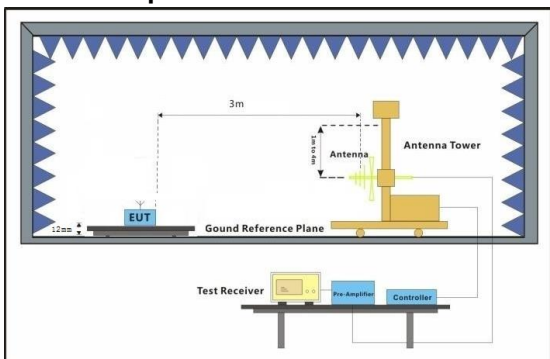 3m
1m to 4m
Antenna
Antenna Tower
EUT
12mm
Gound Reference Plane
Test Receiver
Pre-Amplifier
Controller